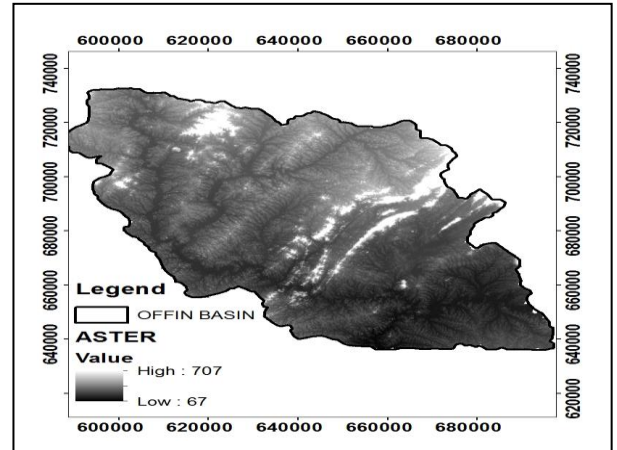 600000 620000 640000 660000 680000
740000 740000
720000 720000
700000 700000
680000 680000
660000 660000
640000 640000
620000
Legend
OFFIN BASIN
ASTER
Value
High : 707
Low : 67
600000 620000 640000 660000 680000